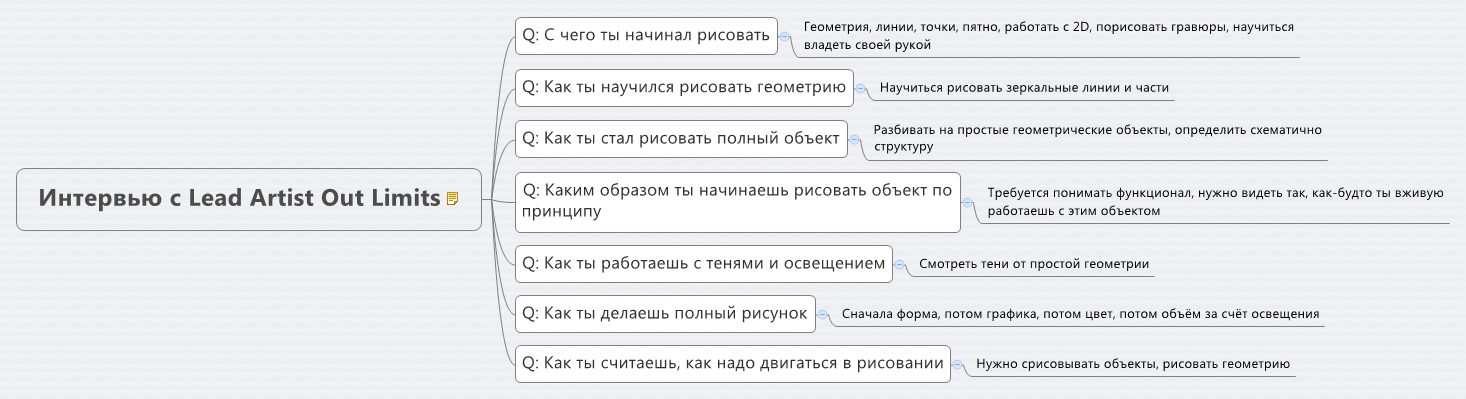 Интервью с Lead Artist Out Limits
Q: С чего ты начинал рисовать
Геометрия, линии, точки, пятно, работать с 2D, порисовать гравюры, научиться
владеть своей рукой
Q: Как ты научился рисовать геометрию
Научиться рисовать зеркальные линии и части
Q: Как ты стал рисовать полный объект
Разбивать на простые геометрические объекты, определить схематично
структуру
Q: Каким образом ты начинаешь рисовать объект по
принципу
Требуется понимать функционал, нужно видеть так, как-будто ты вживую
работаешь с этим объектом
Q: Как ты работаешь с тенями и освещением
Смотреть тени от простой геометрии
Q: Как ты делаешь полный рисунок
Сначала форма, потом графика, потом цвет, потом объём за счёт освещения
Q: Как ты считаешь, как надо двигаться в рисовании
Нужно срисовывать объекты, рисовать геометрию